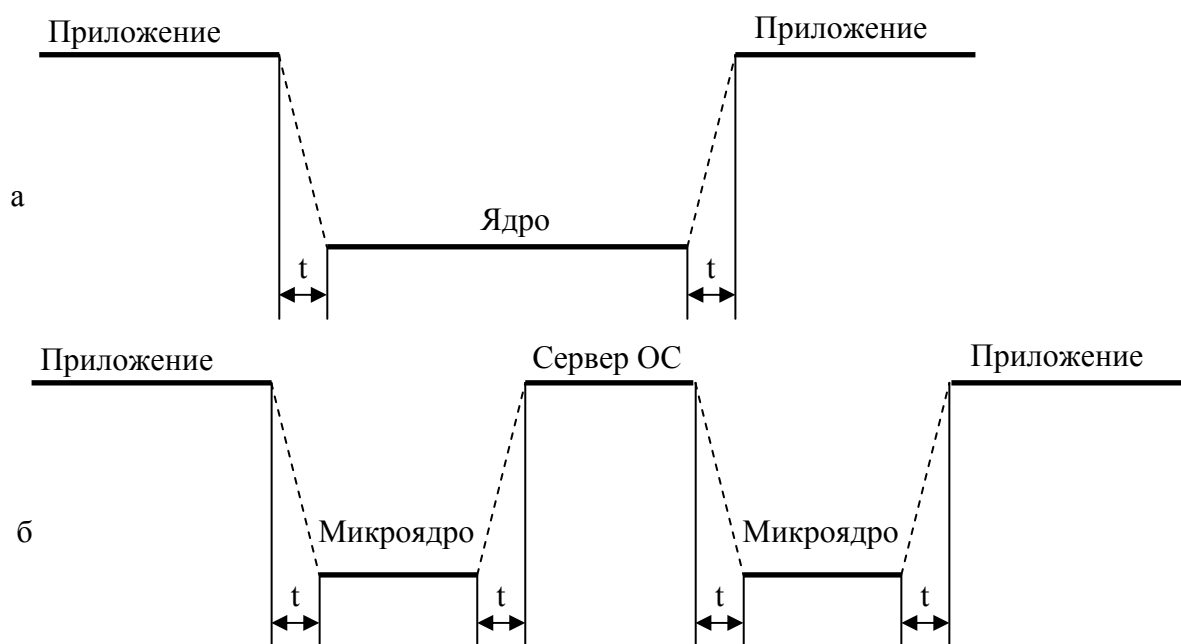 Приложение
Приложение
а
Ядро
t
t
Приложение
Сервер ОС
Приложение
б
Микроядро
Микроядро
t
t
t
t